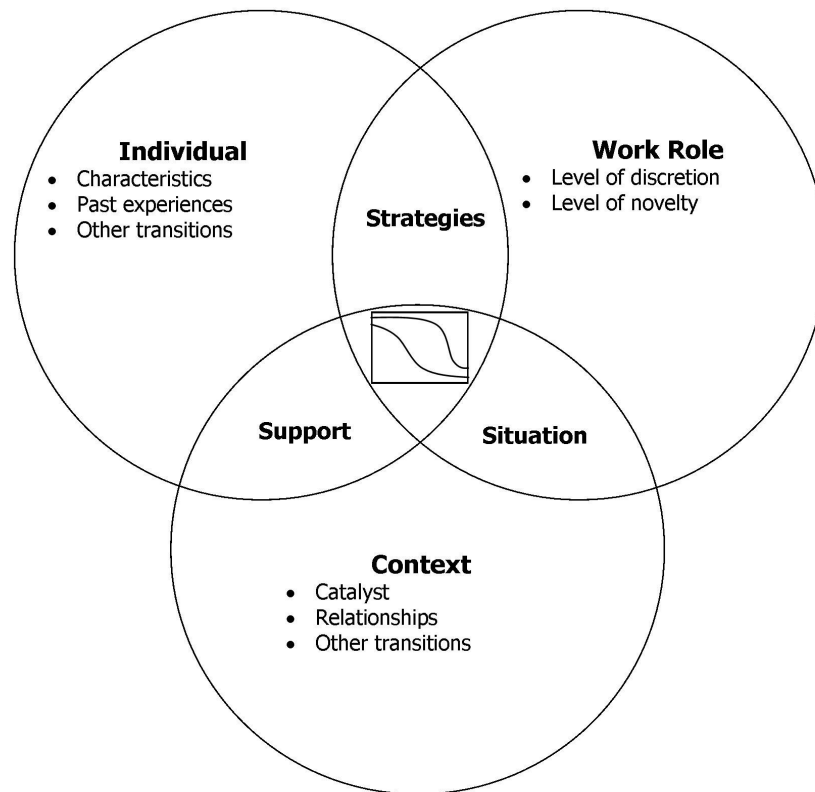 Individual
• Characteristics
• Past experiences
• Other transitions
Work Role
• Level of discretion
• Level of novelty
Strategies
Support
Situation
Context
• Catalyst
• Relationships
• Other transitions